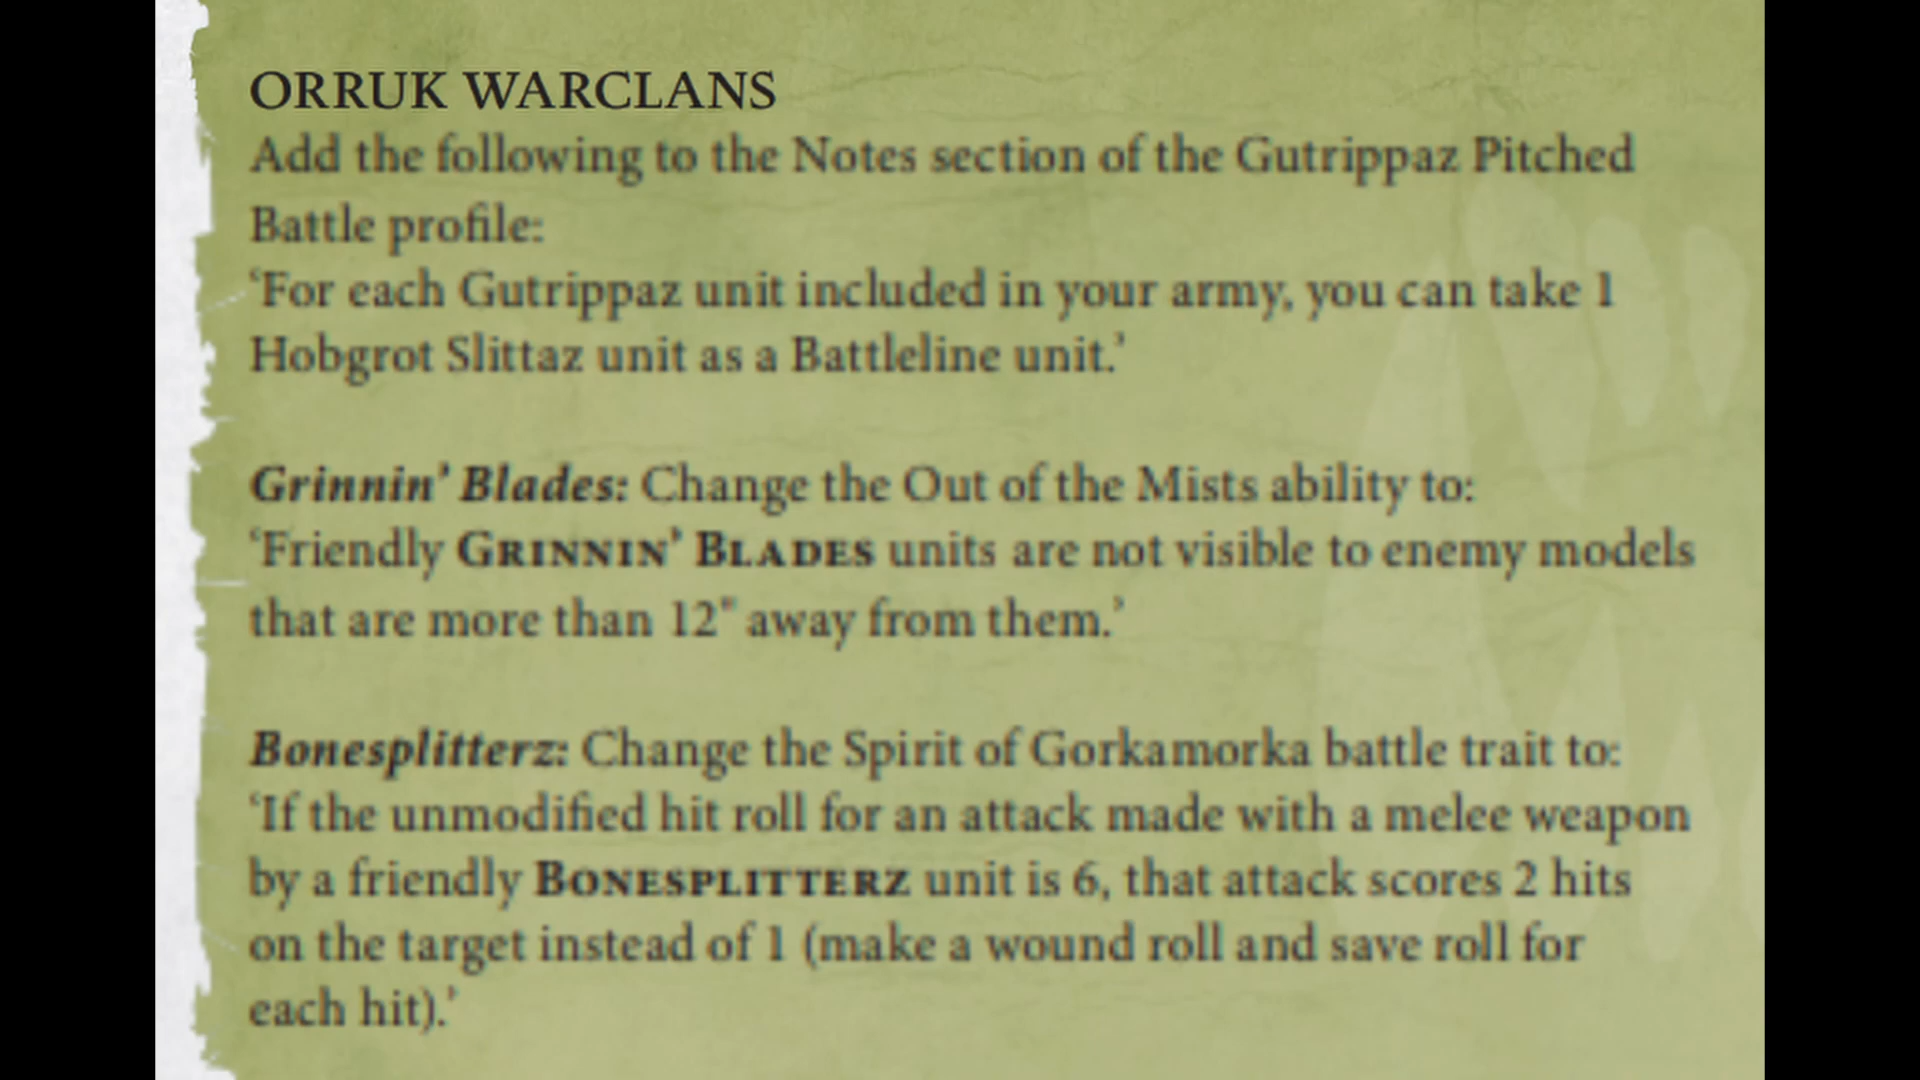 ORRUK WARCLANS
Add the following to the Notes section of the Gutrippaz Pitched
Battle profile:
‘For each Gutrippaz unit included in your army, you can take 1
Hobgrot Slittaz unit as a Battleline unit.’
Grinnin’ Blades: Change the Out of the Mists ability to:
‘Friendly GRINNIN’ BLADES units are not visible to enemy models
that are more than 12" away from them.’
Bonesplitterz: Change the Spirit of Gorkamorka battle trait to:
‘If the unmodified hit roll for an attack made with a melee weapon
by a friendly BONESPLITTERZ unit is 6, that attack scores 2 hits
on the target instead of 1 (make a wound roll and save roll for
each hit).’